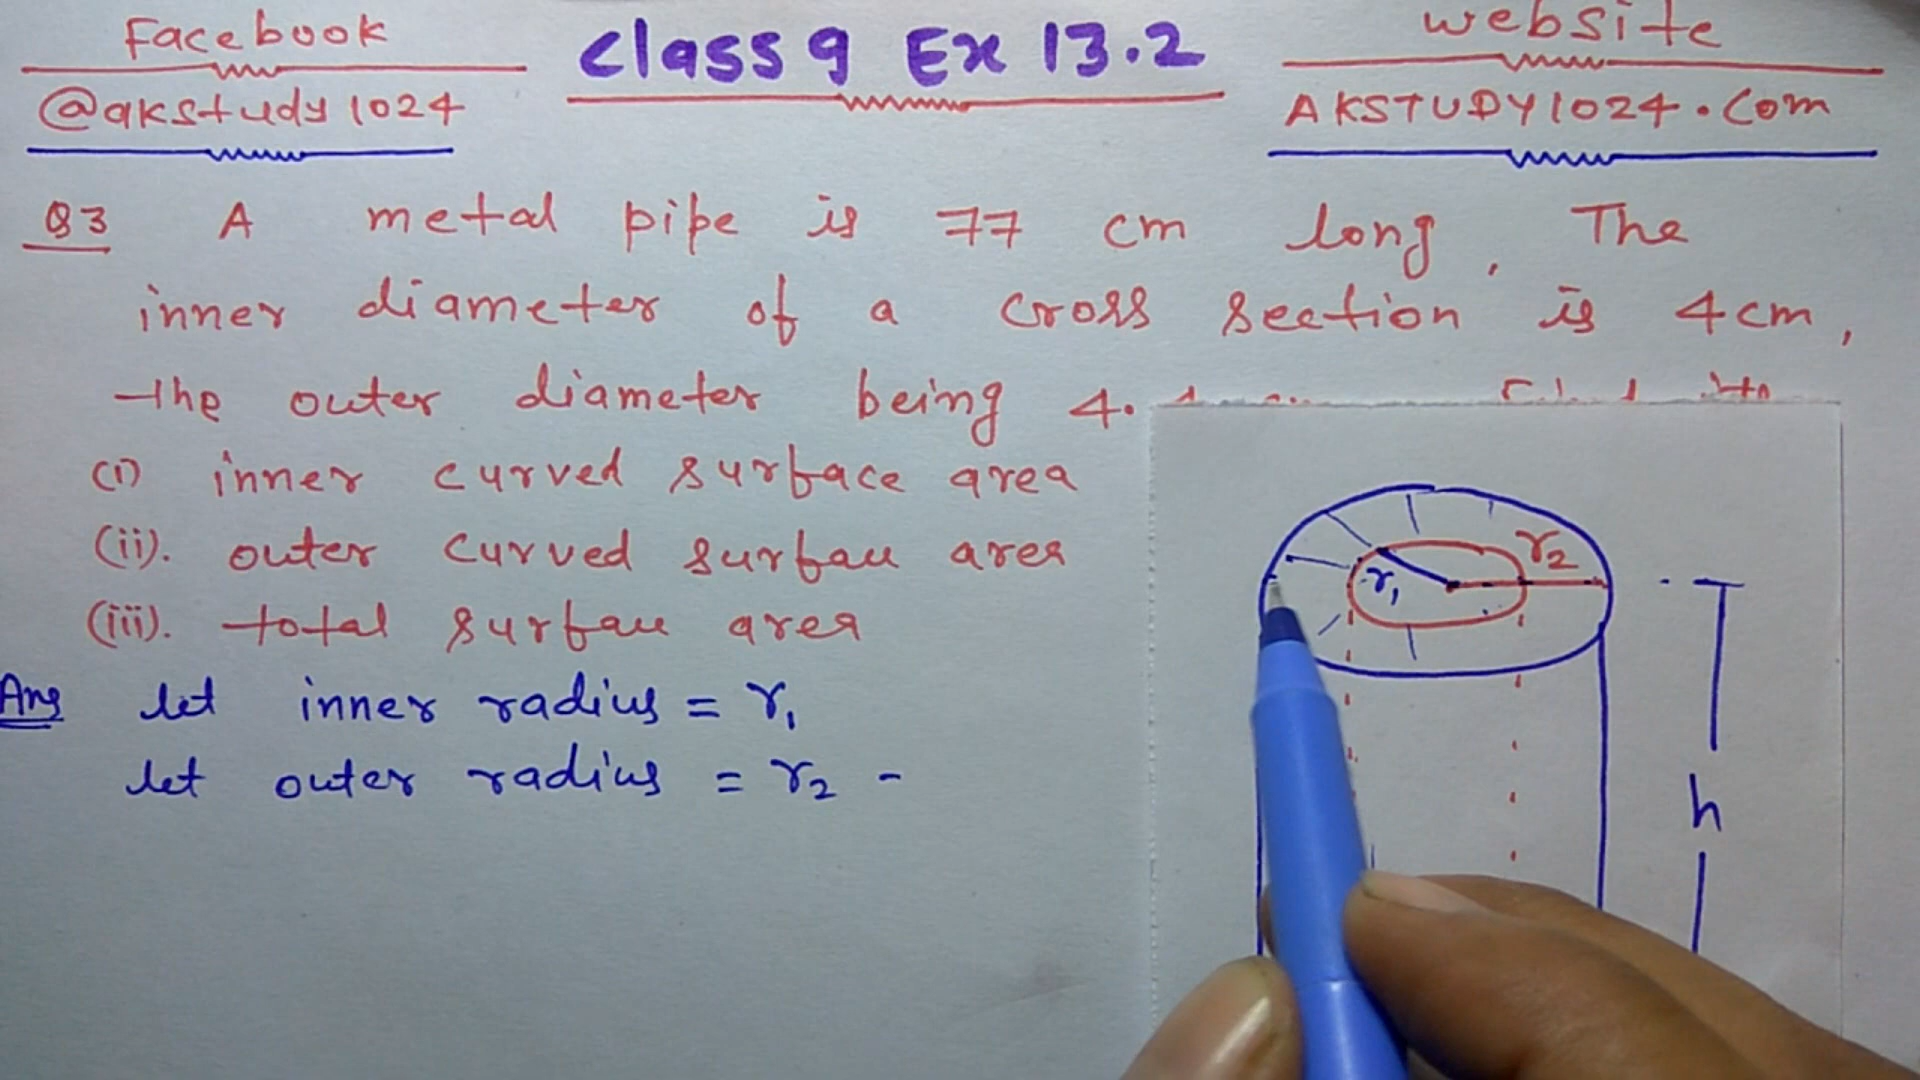 Facebook
@akstudy1024
Class 9 Ex 13.2
website
AKSTUDY1024.Com
Q3 A metal pipe is 77 cm long. The
inner diameter of a cross section is 4cm,
the outer diameter being 4.
(i) inner curved surface area
(ii). outer curved surface area
(iii). total surface area
Ans let inner radius = r₁
let outer radius = r₂ -
r₂
r₁
h